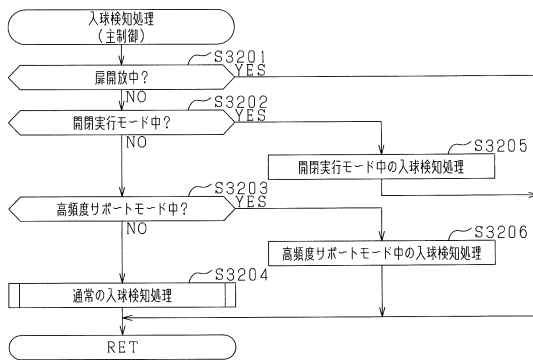 入球検知処理
(主制御)
S3201
扉開放中?
YES
NO
S3202
開閉実行モード中?
YES
NO
S3205
開閉実行モード中の入球検知処理
S3203
高頻度サポートモード中?
YES
NO
S3206
高頻度サポートモード中の入球検知処理
S3204
通常の入球検知処理
RET